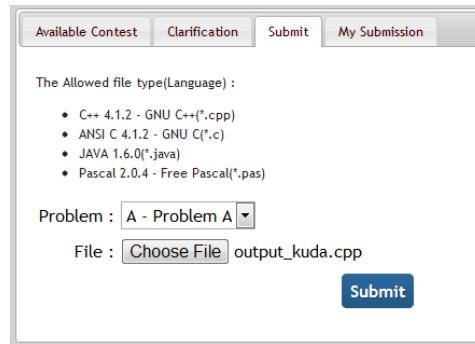 Available Contest Clarification Submit My Submission
The Allowed file type(Language) :
• C++ 4.1.2 - GNU C++(*.cpp)
• ANSI C 4.1.2 - GNU C(*.c)
• JAVA 1.6.0(*.java)
• Pascal 2.0.4 - Free Pascal(*.pas)
Problem : A - Problem A
File : Choose File output_kuda.cpp
Submit